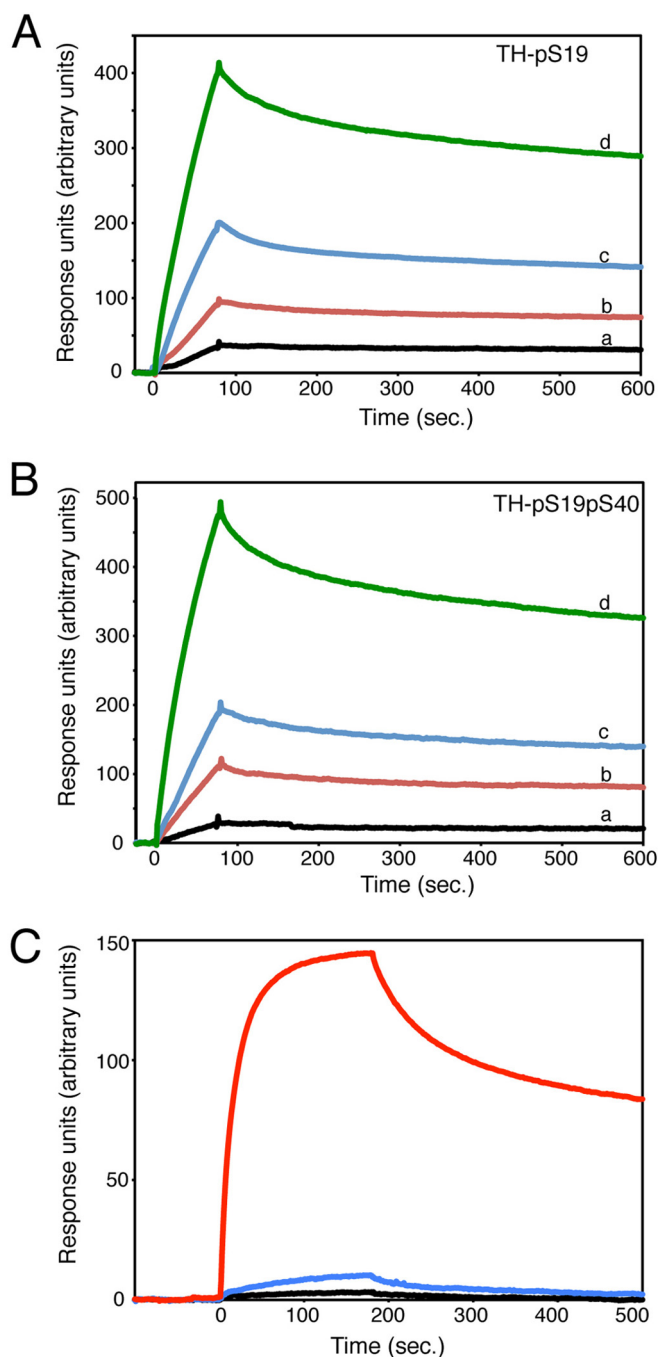 A
TH-pS19
Response units (arbitrary units)
400
300
200
100
0
d
c
b
a
0 100 200 300 400 500 600
Time (sec.)
B
TH-pS19pS40
Response units (arbitrary units)
500
400
300
200
100
0
d
c
b
a
0 100 200 300 400 500 600
Time (sec.)
C
Response units (arbitrary units)
150
100
50
0
0 100 200 300 400 500
Time (sec.)